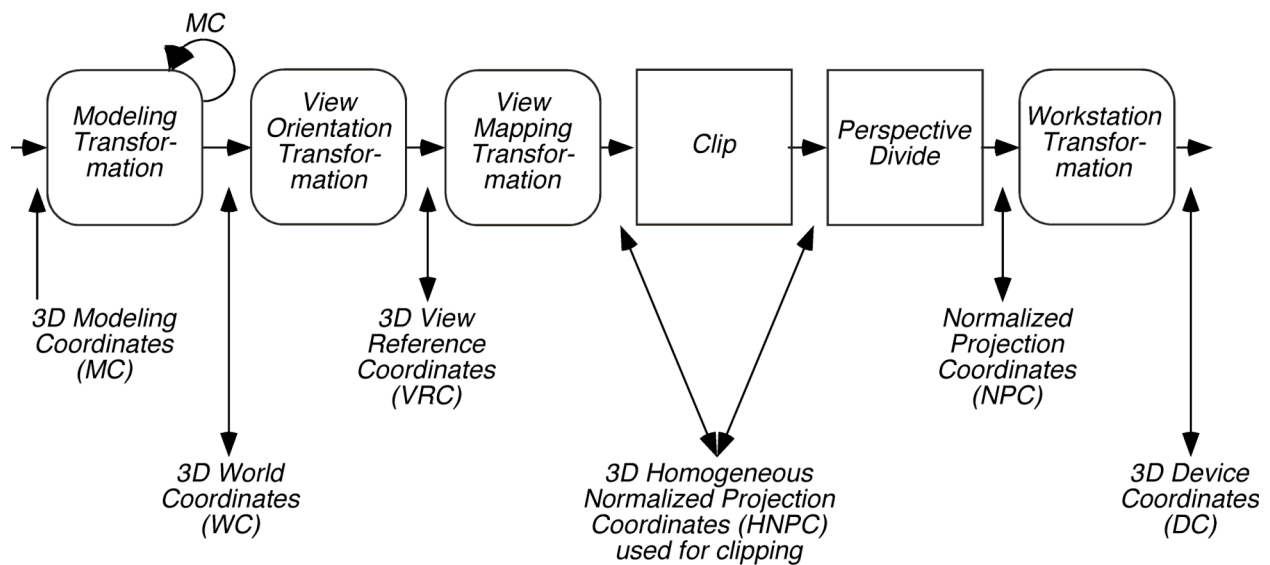 MC
Modeling
Transfor-
mation
View
Orientation
Transfor-
mation
View
Mapping
Transfor-
mation
Clip
Perspective
Divide
Workstation
Transfor-
mation
3D Modeling
Coordinates
(MC)
3D World
Coordinates
(WC)
3D View
Reference
Coordinates
(VRC)
3D Homogeneous
Normalized Projection
Coordinates (HNPC)
used for clipping
Normalized
Projection
Coordinates
(NPC)
3D Device
Coordinates
(DC)